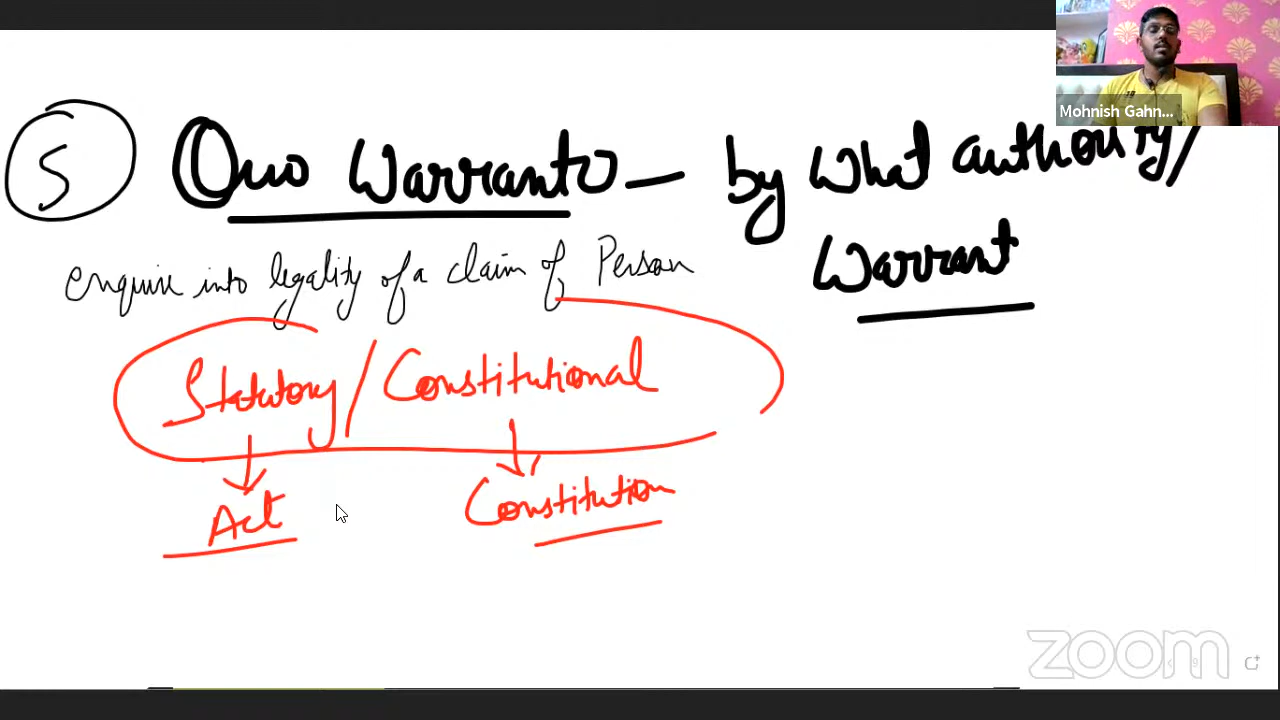 Mohnish Gahn...
5 Quo Warranto - by What authority/
Warrant
enquire into legality of a claim of Person
Statutory / Constitutional
Act Constitution
zoom